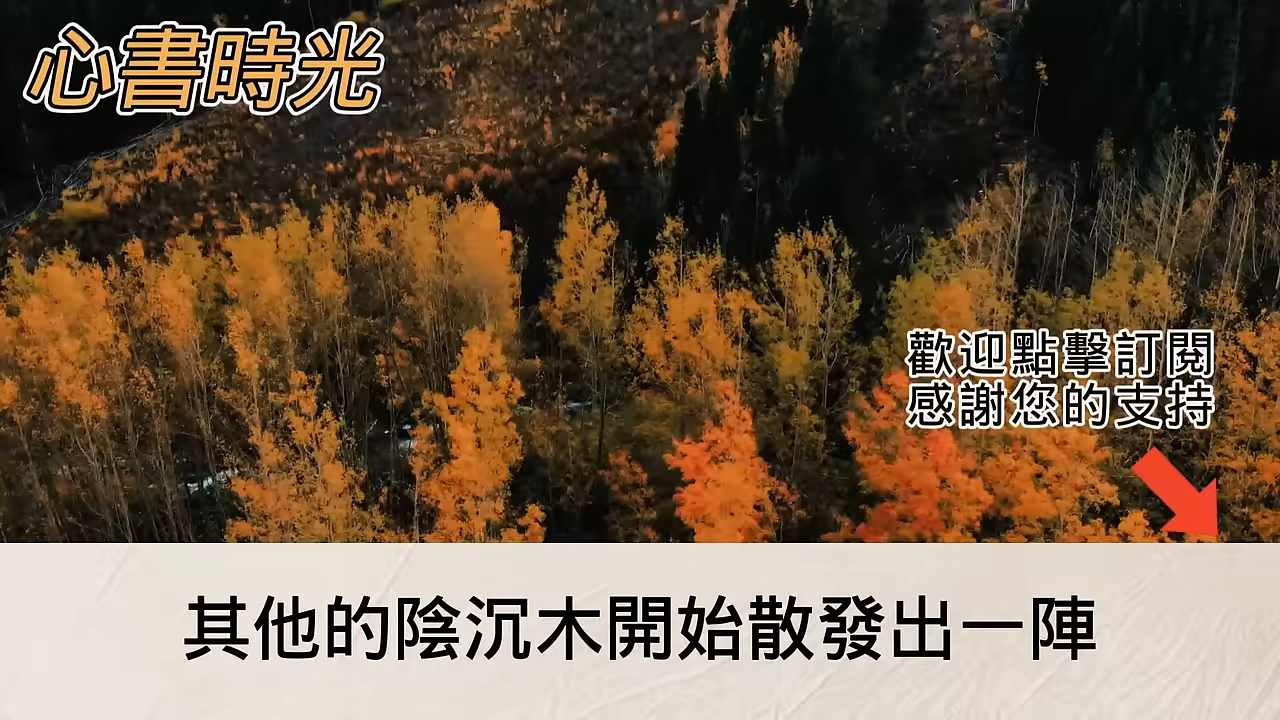 心書時光
歡迎點擊訂閱
感謝您的支持
其他的陰沉木開始散發出一陣